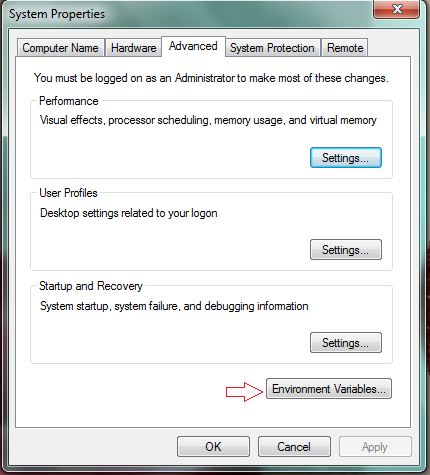 System Properties
Computer Name Hardware Advanced System Protection Remote
You must be logged on as an Administrator to make most of these changes.
Performance
Visual effects, processor scheduling, memory usage, and virtual memory
Settings...
User Profiles
Desktop settings related to your logon
Settings...
Startup and Recovery
System startup, system failure, and debugging information
Settings...
Environment Variables...
OK Cancel Apply